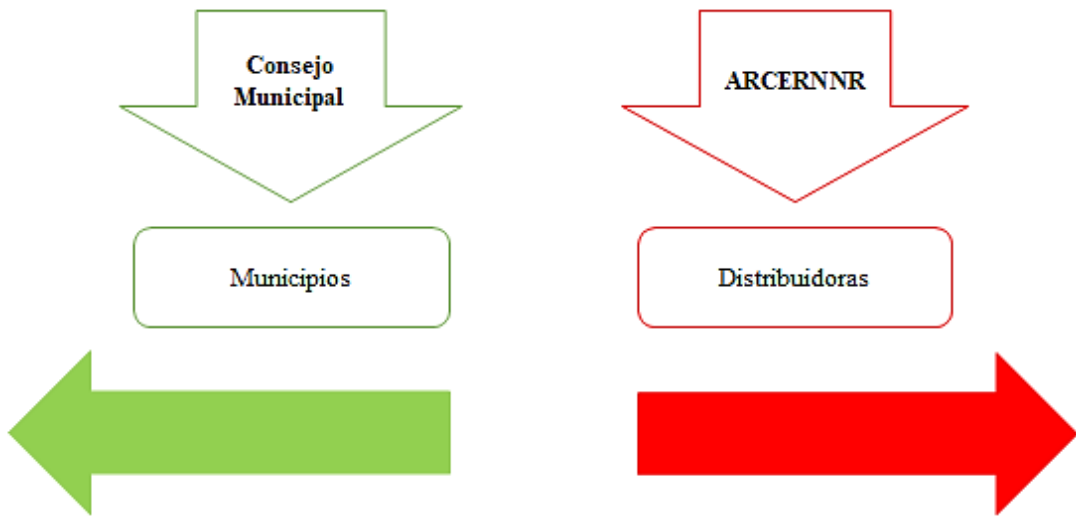 Consejo
Municipal
ARCERNNR
Municipios
Distribuidoras